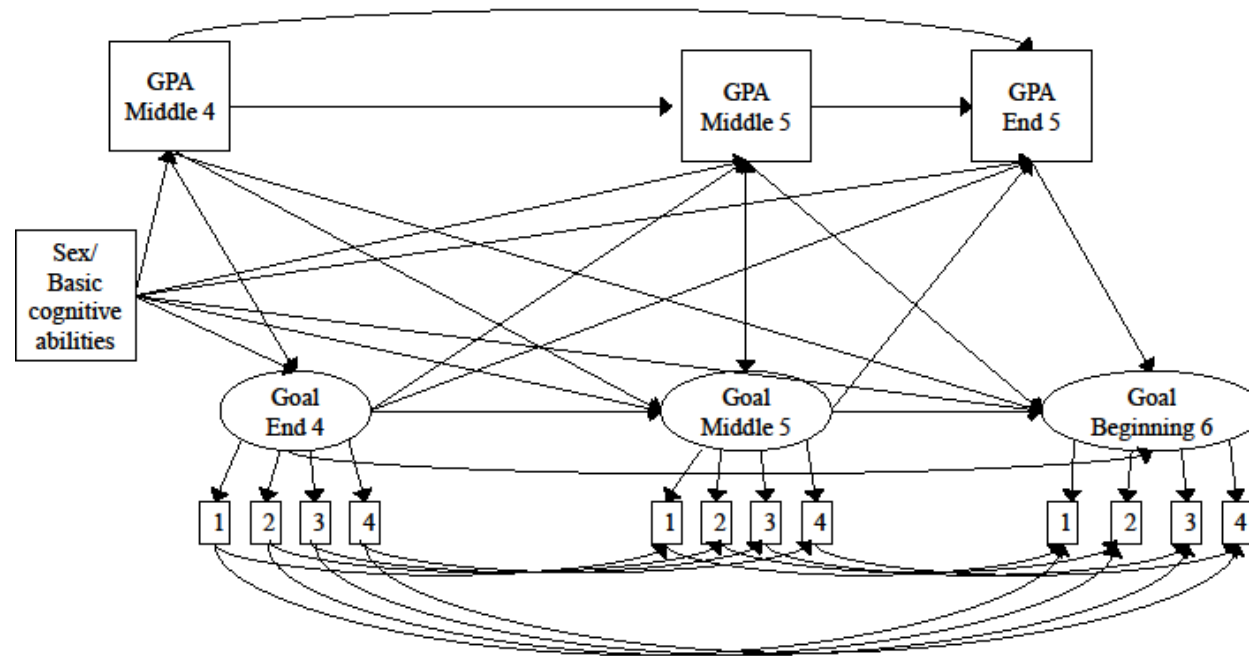 GPA
Middle 4
GPA
Middle 5
GPA
End 5
Sex/
Basic
cognitive
abilities
Goal
End 4
Goal
Middle 5
Goal
Beginning 6
1
2
3
4
1
2
3
4
1
2
3
4